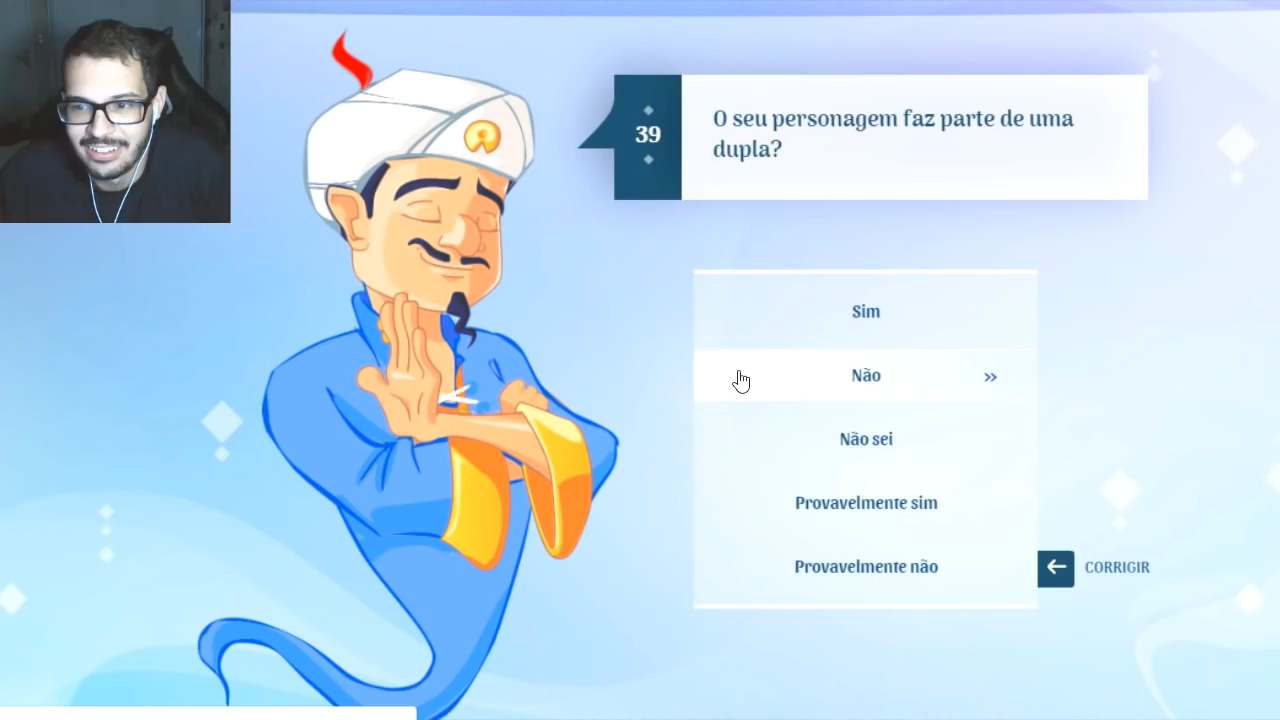 39
O seu personagem faz parte de uma
dupla?
Sim
Não
Não sei
Provavelmente sim
Provavelmente não
CORRIGIR